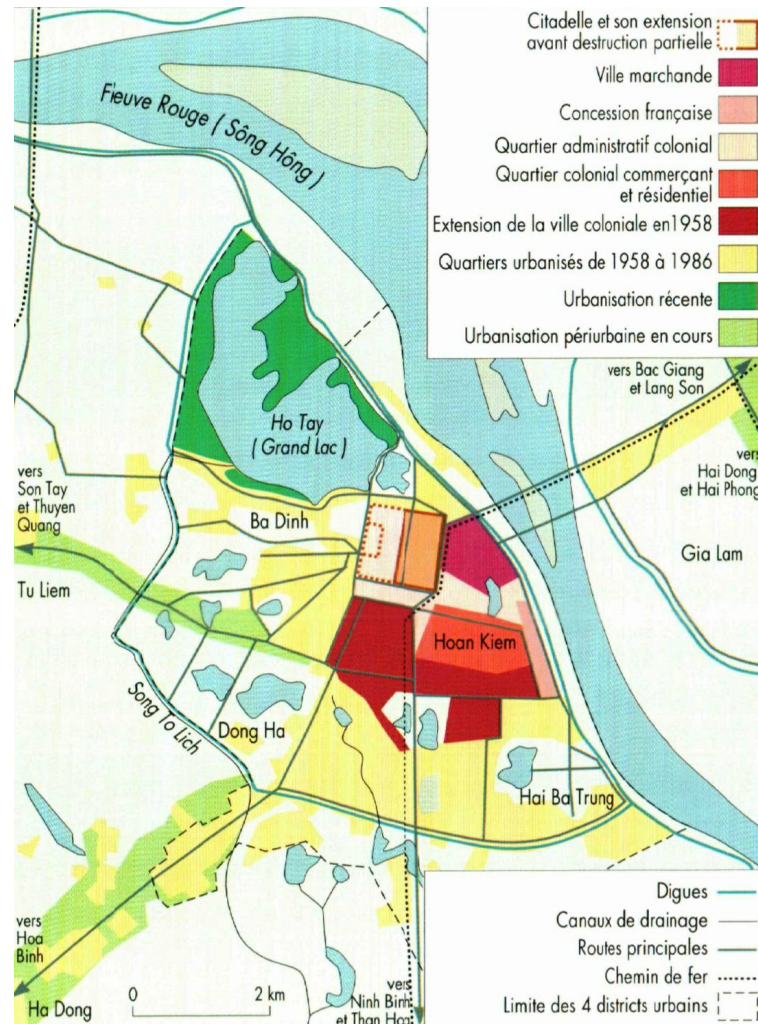 Citadelle et son extension
avant destruction partielle
Ville marchande
Concession française
Quartier administratif colonial
Quartier colonial commerçant
et résidentiel
Extension de la ville coloniale en1958
Quartiers urbanisés de 1958 à 1986
Urbanisation récente
Urbanisation périurbaine en cours
Fleuve Rouge ( Sông Hông )
vers Bac Giang
et Lang Son
Ho Tay
( Grand Lac )
vers
Hai Dong
et Hai Phong
vers
Son Tay
et Thuyen
Quang
Ba Dinh
Gia Lam
Tu Liem
Hoan Kiem
Song To Lich
Dong Ha
Hai Ba Trung
vers
Hoa
Binh
Ha Dong
0 2 km
vers
Ninh Binh
et Than Hoa
Digues
Canaux de drainage
Routes principales
Chemin de fer
Limite des 4 districts urbains